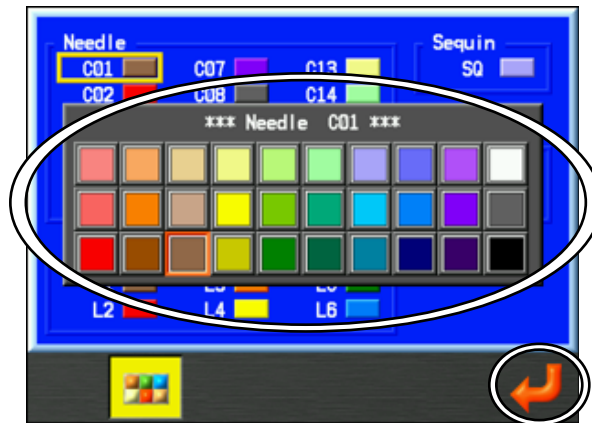 Needle
Sequin
C01 C07 C13 SQ
C02 C08 C14
*** Needle C01 ***
L2 L4 L6